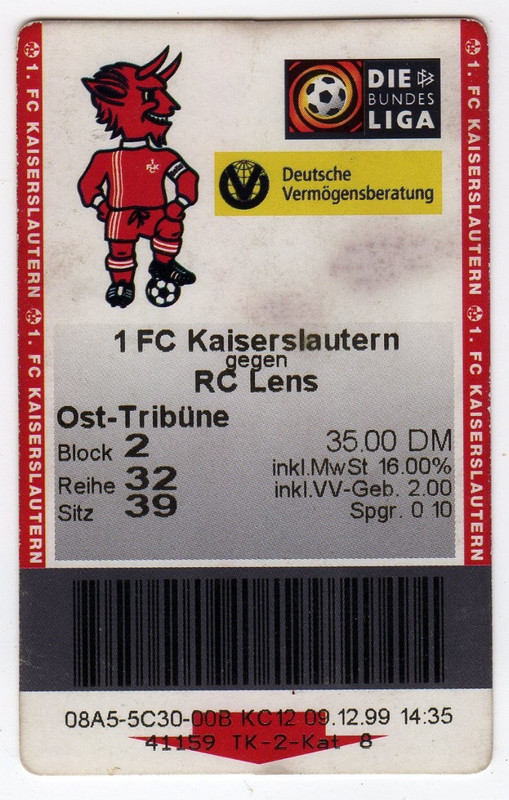 DIE
BUNDES
LIGA
Deutsche
Vermögensberatung
1. FC KAISERSLAUTERN
1. FC KAISERSLAUTERN
1. FC KAISERSLAUTERN
1. FC KAISERSLAUTERN
1
FCK
1 FC Kaiserslautern
gegen
RC Lens
Ost-Tribüne
Block 2
35.00 DM
inkl.MwSt 16.00%
Reihe 32
inkl.VV-Geb. 2.00
Sitz 39
Spgr. 0 10
08A5-5C30-00B KC12 09.12.99 14:35
41159 TK-2-Kat 8